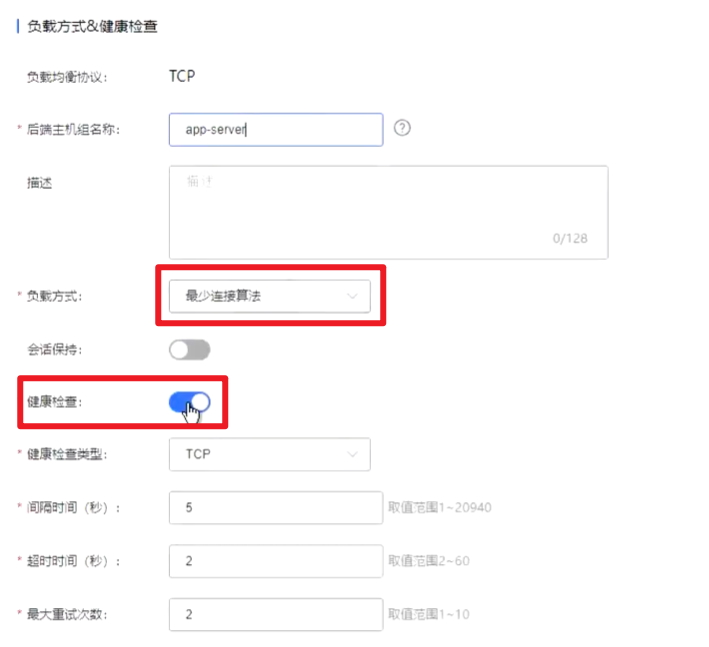 负载方式&健康检查
负载均衡协议: TCP
* 后端主机组名称: app-server ?
描述 描述
0/128
* 负载方式: 最少连接算法
会话保持:
健康检查:
* 健康检查类型: TCP
* 间隔时间（秒）: 5 取值范围1~20940
* 超时时间（秒）: 2 取值范围2~60
* 最大重试次数: 2 取值范围1~10